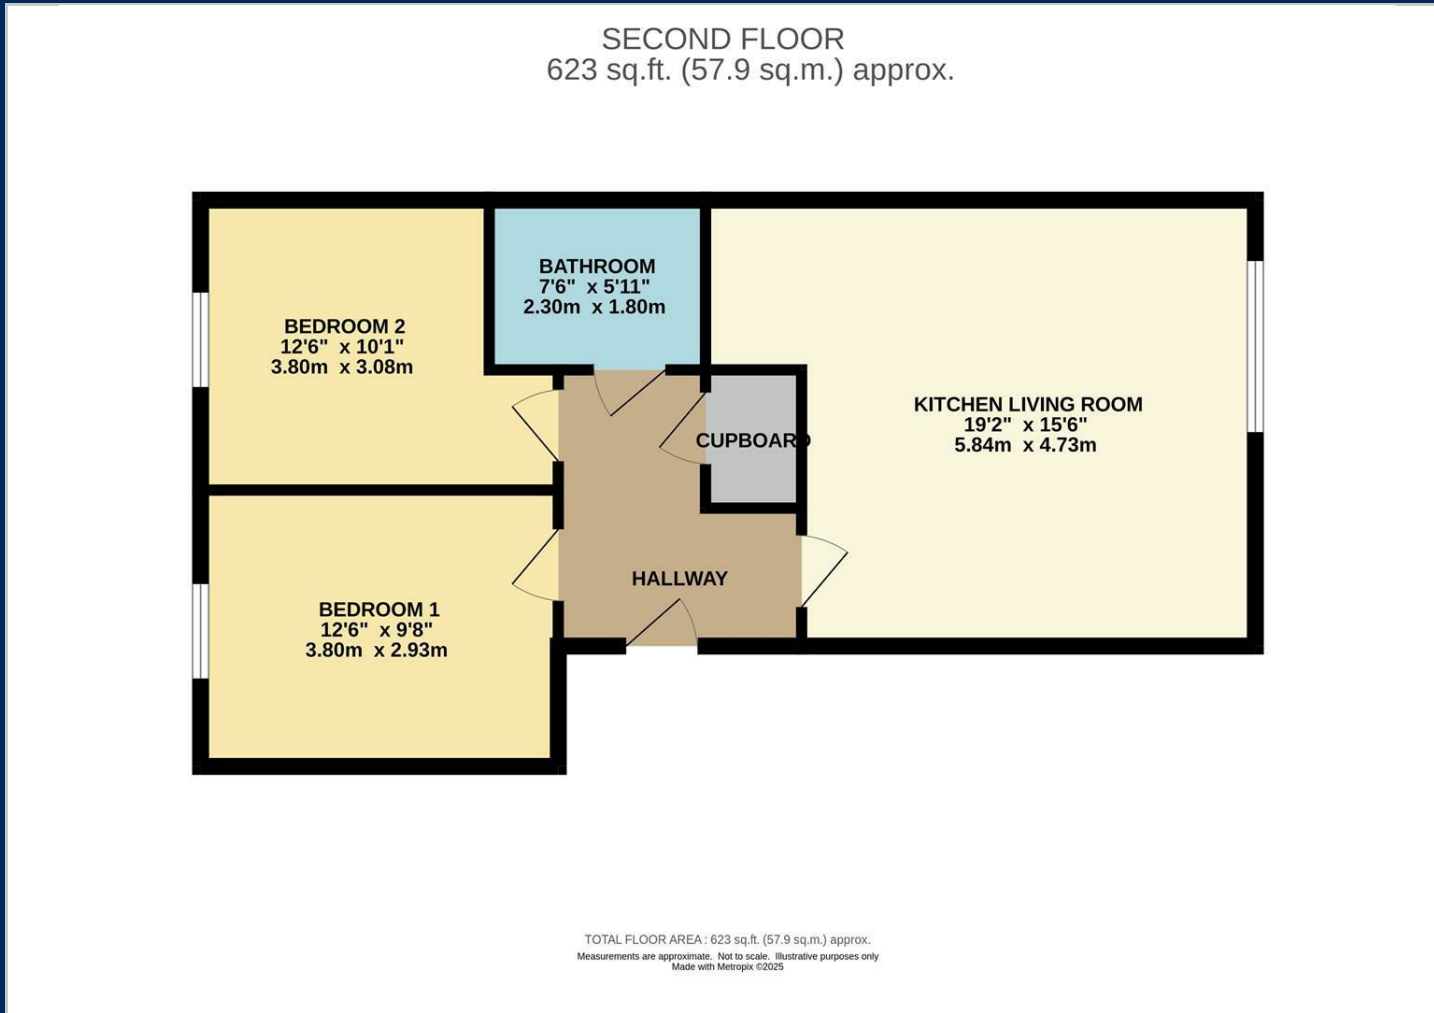 SECOND FLOOR
623 sq.ft. (57.9 sq.m.) approx.
BATHROOM
7'6" x 5'11"
2.30m x 1.80m
BEDROOM 2
12'6" x 10'1"
3.80m x 3.08m
KITCHEN LIVING ROOM
19'2" x 15'6"
5.84m x 4.73m
CUPBOARD
HALLWAY
BEDROOM 1
12'6" x 9'8"
3.80m x 2.93m
TOTAL FLOOR AREA : 623 sq.ft. (57.9 sq.m.) approx.
Measurements are approximate. Not to scale. Illustrative purposes only
Made with Metropix ©2025